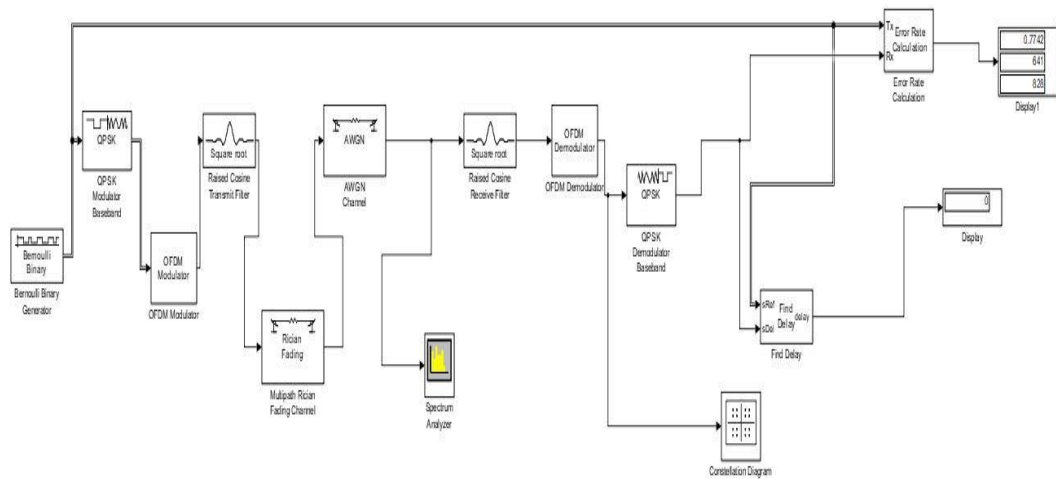 Tx
Error Rate
Calculation
Rx
Error Rate
Calculation
0.7742
641
828
Display1
QPSK
QPSK
Modulator
Baseband
Square root
Raised Cosine
Transmit Filter
AWGN
AWGN
Channel
Square root
Raised Cosine
Receive Filter
OFDM
Demodulator
OFDM Demodulator
QPSK
QPSK
Demodulator
Baseband
Bernoulli
Binary
Bernoulli Binary
Generator
OFDM
Modulator
OFDM Modulator
Rician
Fading
Multipath Rician
Fading Channel
Spectrum
Analyzer
0
Display
sRef
Find
Delay
delay
sDel
Find Delay
Constellation Diagram